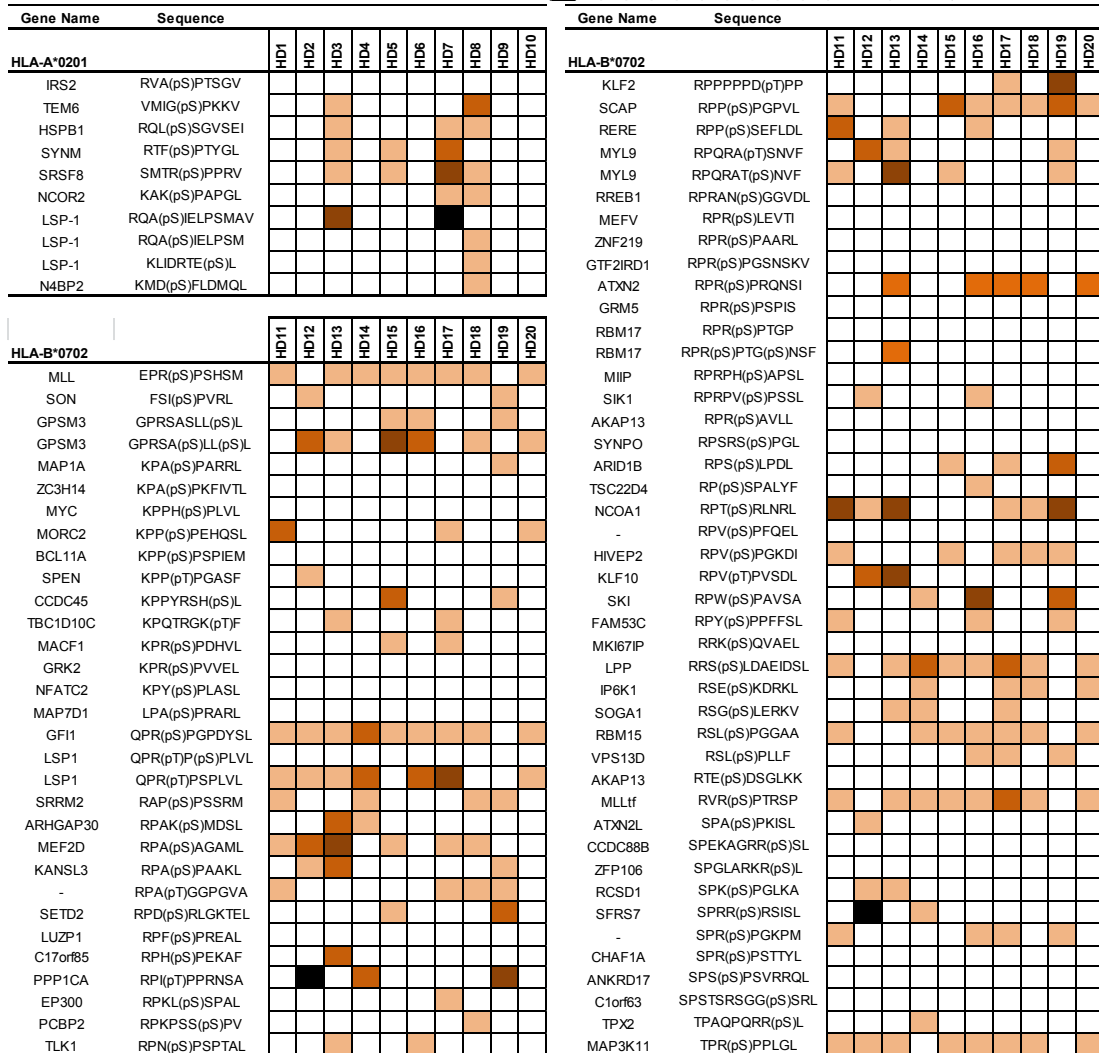 Gene Name Sequence
HLA-A*0201 HD1 HD2 HD3 HD4 HD5 HD6 HD7 HD8 HD9 HD10
IRS2 RVA(pS)PTSGV
TEM6 VMIG(pS)PKKV
HSPB1 RQL(pS)SGVSEI
SYNM RTF(pS)PTYGL
SRSF8 SMTR(pS)PPRV
NCOR2 KAK(pS)PAPGL
LSP-1 RQA(pS)IELPSMAV
LSP-1 RQA(pS)IELPSM
LSP-1 KLIDRTE(pS)L
N4BP2 KMD(pS)FLDMQL
HLA-B*0702 HD11 HD12 HD13 HD14 HD15 HD16 HD17 HD18 HD19 HD20
MLL EPR(pS)PSHSM
SON FSI(pS)PVRL
GPSM3 GPRSASLL(pS)L
GPSM3 GPRSA(pS)LL(pS)L
MAP1A KPA(pS)PARRL
ZC3H14 KPA(pS)PKFIVTL
MYC KPPH(pS)PLVL
MORC2 KPP(pS)PEHQSL
BCL11A KPP(pS)PSPIEM
SPEN KPP(pT)PGASF
CCDC45 KPPYRSH(pS)L
TBC1D10C KPQTRGK(pT)F
MACF1 KPR(pS)PDHVL
GRK2 KPR(pS)PVVEL
NFATC2 KPY(pS)PLASL
MAP7D1 LPA(pS)PRARL
GFI1 QPR(pS)PGPDYSL
LSP1 QPR(pT)P(pS)PLVL
LSP1 QPR(pT)PSPLVL
SRRM2 RAP(pS)PSSRM
ARHGAP30 RPAK(pS)MDSL
MEF2D RPA(pS)AGAML
KANSL3 RPA(pS)PAAKL
- RPA(pT)GGPGVA
SETD2 RPD(pS)RLGKTEL
LUZP1 RPF(pS)PREAL
C17orf85 RPH(pS)PEKAF
PPP1CA RPI(pT)PPRNSA
EP300 RPKL(pS)SPAL
PCBP2 RPKPSS(pS)PV
TLK1 RPN(pS)PSPTAL
Gene Name Sequence
HLA-B*0702 HD11 HD12 HD13 HD14 HD15 HD16 HD17 HD18 HD19 HD20
KLF2 RPPPPPD(pT)PP
SCAP RPP(pS)PGPVL
RERE RPP(pS)SEFLDL
MYL9 RPQRA(pT)SNVF
MYL9 RPQRAT(pS)NVF
RREB1 RPRAN(pS)GGVDL
MEFV RPR(pS)LEVTI
ZNF219 RPR(pS)PAARL
GTF2IRD1 RPR(pS)PGSNSKV
ATXN2 RPR(pS)PRQNSI
GRM5 RPR(pS)PSPIS
RBM17 RPR(pS)PTGP
RBM17 RPR(pS)PTG(pS)NSF
MIIP RPRPH(pS)APSL
SIK1 RPRPV(pS)PSSL
AKAP13 RPR(pS)AVLL
SYNPO RPSRS(pS)PGL
ARID1B RPS(pS)LPDL
TSC22D4 RP(pS)SPALYF
NCOA1 RPT(pS)RLNRL
- RPV(pS)PFQEL
HIVEP2 RPV(pS)PGKDI
KLF10 RPV(pT)PVSDL
SKI RPW(pS)PAVSA
FAM53C RPY(pS)PPFFSL
MKI67IP RRK(pS)QVAEL
LPP RRS(pS)LDAEIDSL
IP6K1 RSE(pS)KDRKL
SOGA1 RSG(pS)LERKV
RBM15 RSL(pS)PGGAA
VPS13D RSL(pS)PLLF
AKAP13 RTE(pS)DSGLKK
MLLtf RVR(pS)PTRSP
ATXN2L SPA(pS)PKISL
CCDC88B SPEKAGRR(pS)SL
ZFP106 SPGLARKR(pS)L
RCSD1 SPK(pS)PGLKA
SFRS7 SPRR(pS)RSISL
- SPR(pS)PGKPM
CHAF1A SPR(pS)PSTTYL
ANKRD17 SPS(pS)PSVRRQL
C1orf63 SPSTSRSGG(pS)SRL
TPX2 TPAQPQRR(pS)L
MAP3K11 TPR(pS)PPLGL